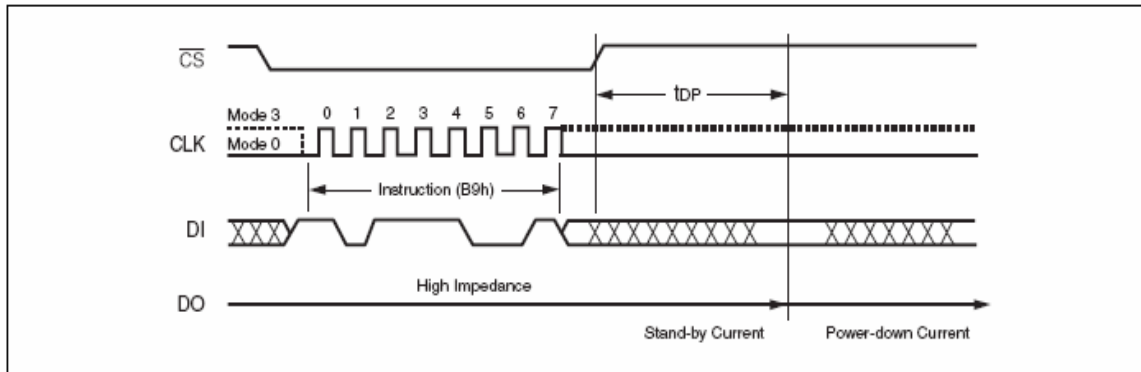 CS
tDP
Mode 3
0 1 2 3 4 5 6 7
CLK
Mode 0
Instruction (B9h)
DI
High Impedance
DO
Stand-by Current
Power-down Current